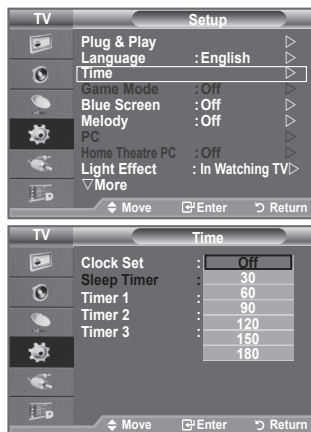 TV Setup
Plug & Play ▷
Language : English ▷
Time ▷
Game Mode : Off ▷
Blue Screen : Off ▷
Melody : Off ▷
PC ▷
Home Theatre PC : Off ▷
Light Effect : In Watching TV▷
▽More
Move Enter Return
TV Time
Clock Set : Off
Sleep Timer : 30
60
Timer 1 : 90
Timer 2 : 120
Timer 3 : 150
180
Move Enter Return